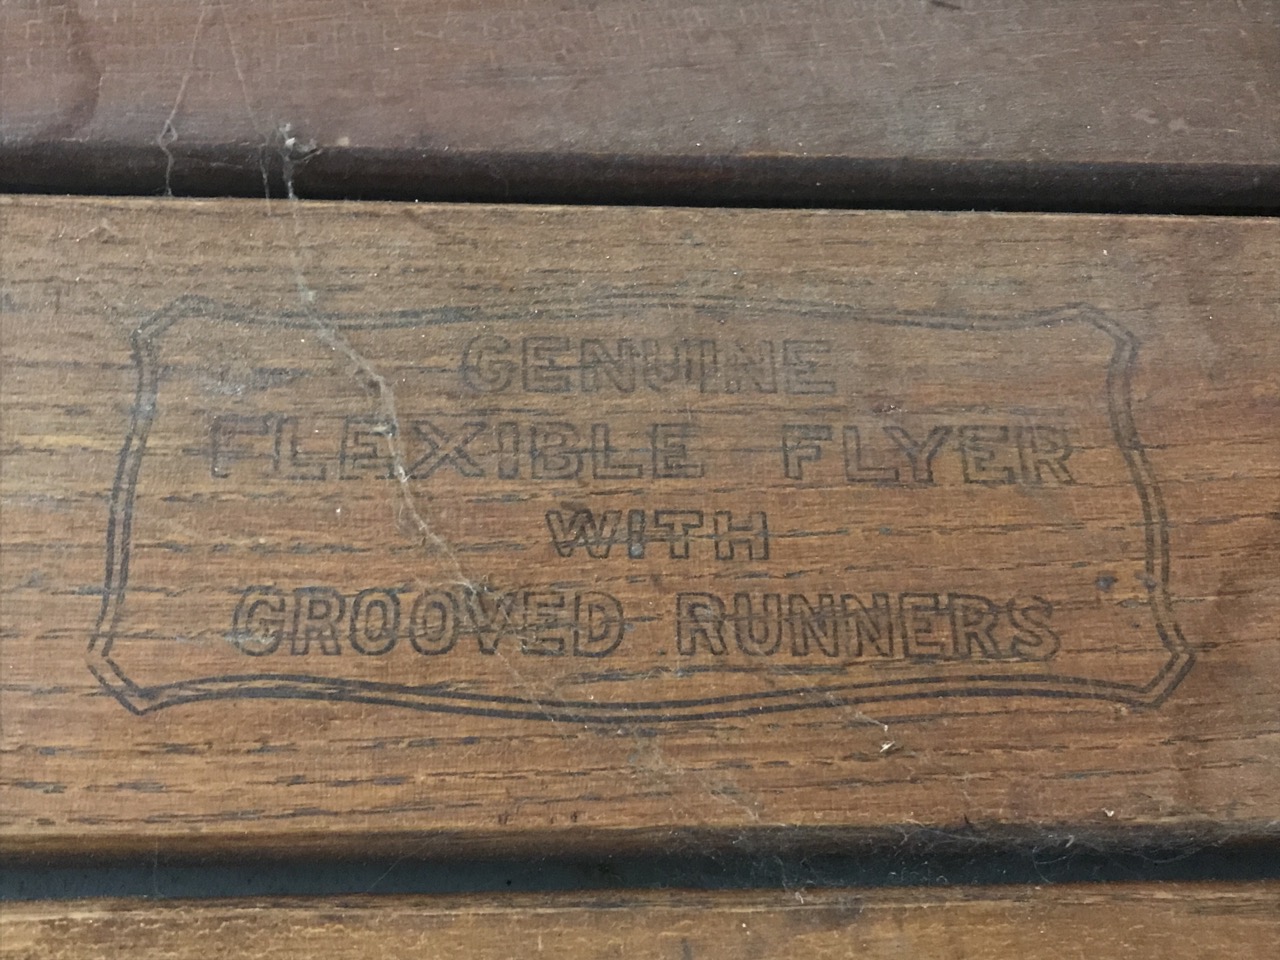 GENUINE
FLEXIBLE FLYER
WITH
GROOVED RUNNERS